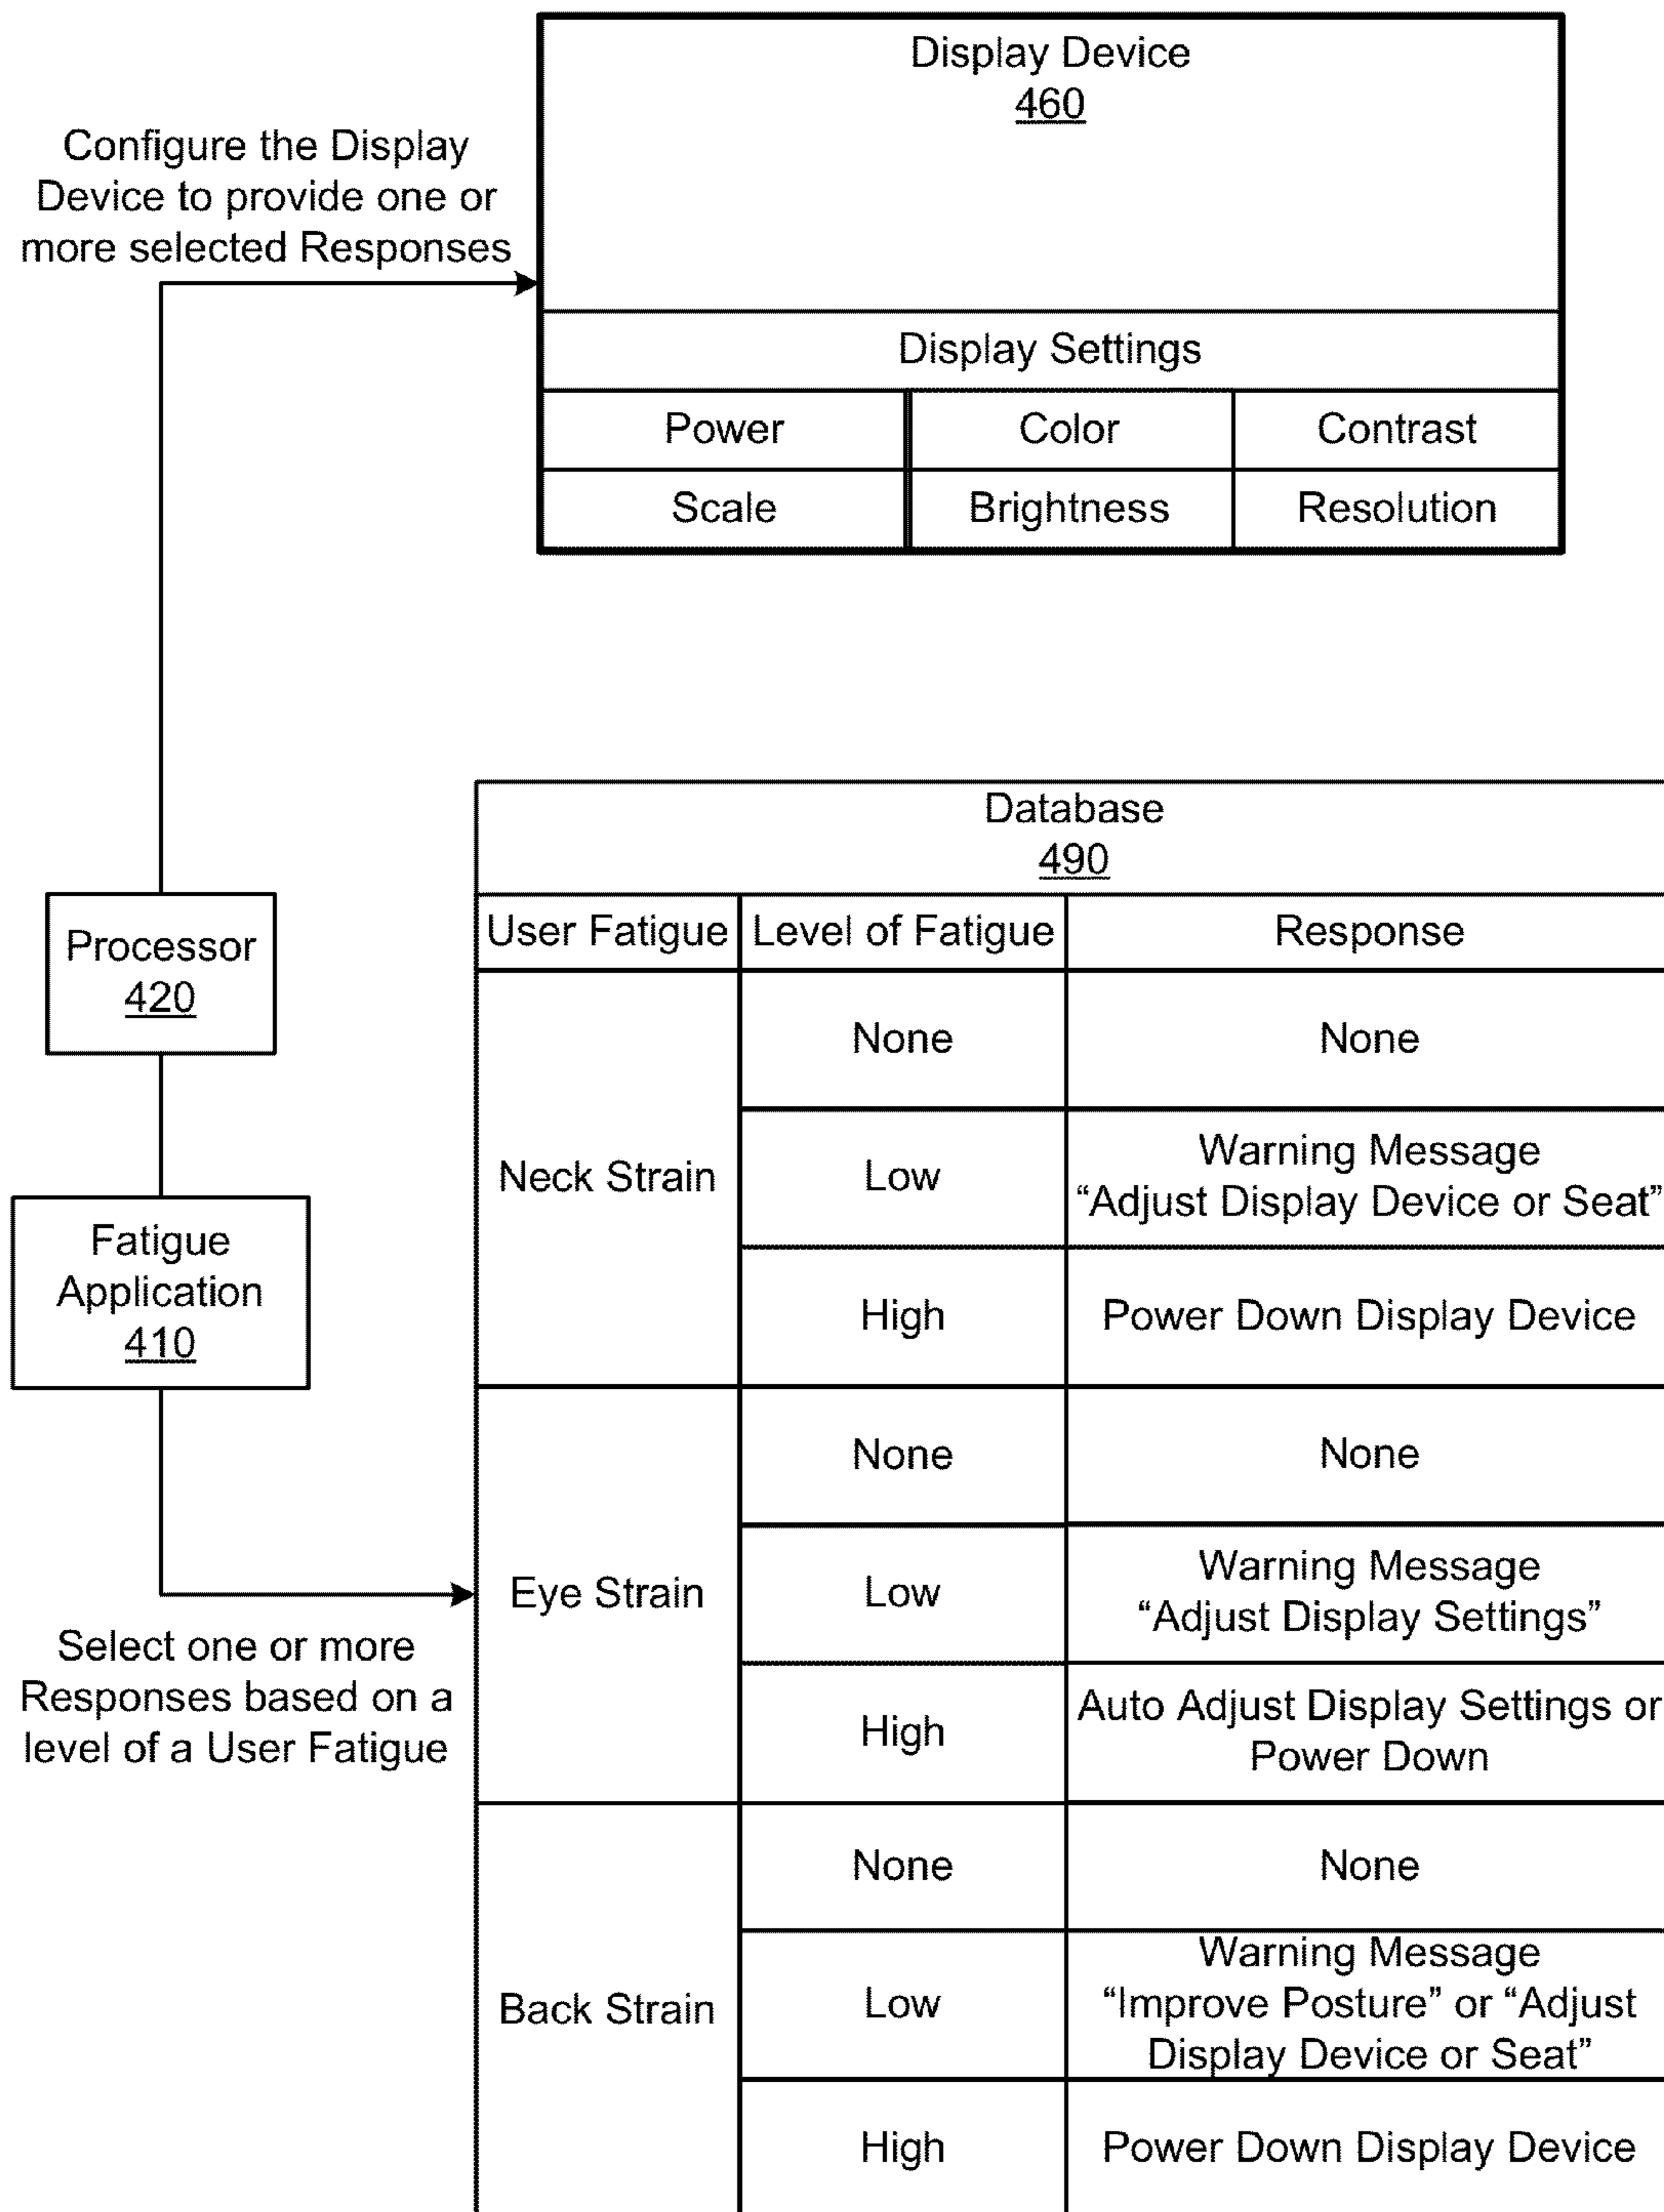 Display Device
460
Configure the Display
Device to provide one or
more selected Responses
Display Settings
Power
Color
Contrast
Scale
Brightness
Resolution
Processor
420
Fatigue
Application
410
Select one or more
Responses based on a
level of a User Fatigue
Database
490
User Fatigue
Level of Fatigue
Response
Neck Strain
None
None
Low
Warning Message
“Adjust Display Device or Seat”
High
Power Down Display Device
Eye Strain
None
None
Low
Warning Message
“Adjust Display Settings”
High
Auto Adjust Display Settings or
Power Down
Back Strain
None
None
Low
Warning Message
“Improve Posture” or “Adjust
Display Device or Seat”
High
Power Down Display Device